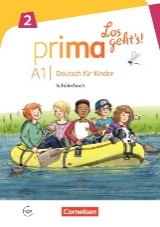 2
prima
Los geht's!
A1 | Deutsch für Kinder
Schülerbuch
Cornelsen